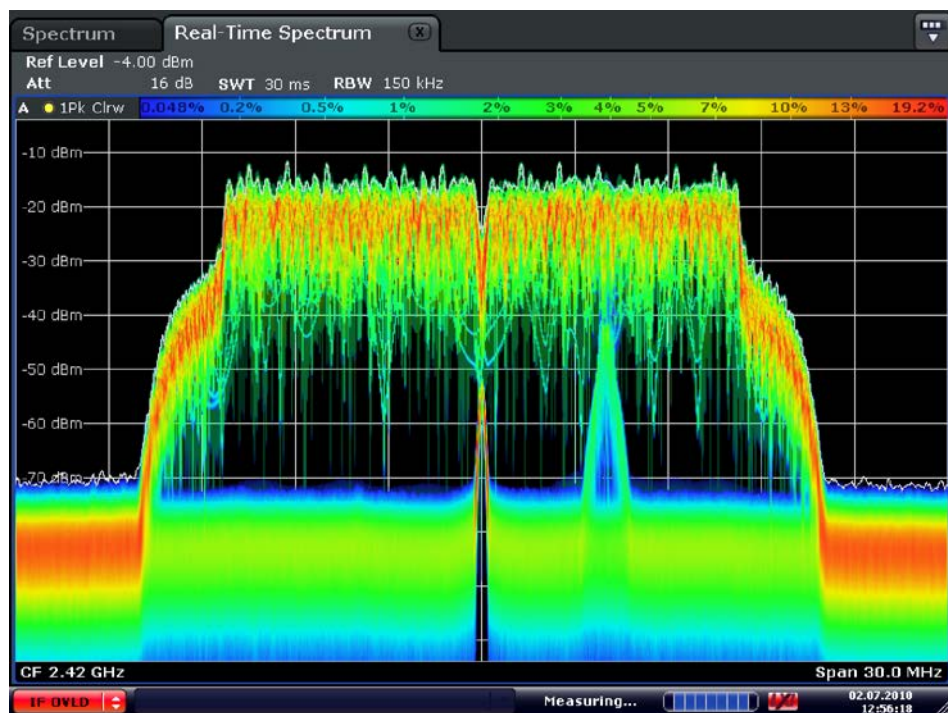 Spectrum Real-Time Spectrum X
Ref Level -4.00 dBm
Att 16 dB SWT 30 ms RBW 150 kHz
A 1Pk Clrw 0.048% 0.2% 0.5% 1% 2% 3% 4% 5% 7% 10% 13% 19.2%
-10 dBm
-20 dBm
-30 dBm
-40 dBm
-50 dBm
-60 dBm
-70 dBm
CF 2.42 GHz Span 30.0 MHz
IF OVLD Measuring... LXI 02.07.2010
12:56:18